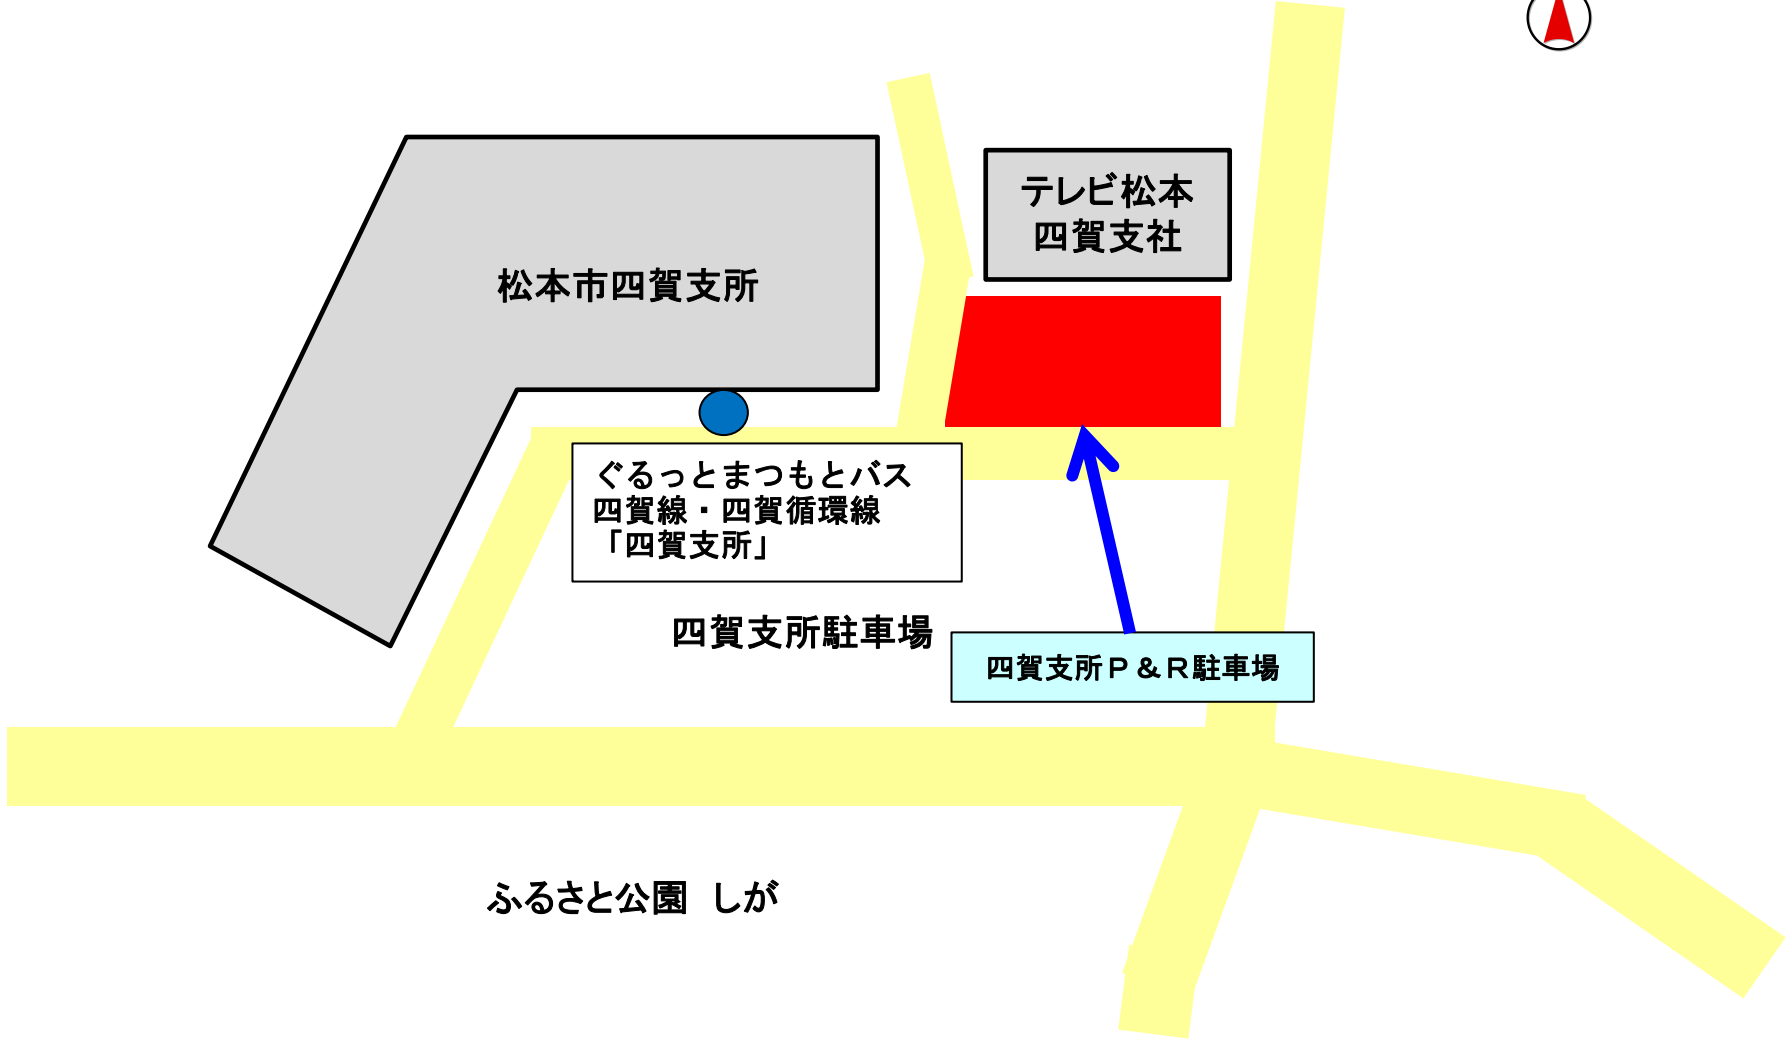 テレビ松本
四賀支社
松本市四賀支所
ぐるっとまつもとバス
四賀線・四賀循環線
「四賀支所」
四賀支所駐車場
四賀支所Ｐ＆Ｒ駐車場
ふるさと公園　しが